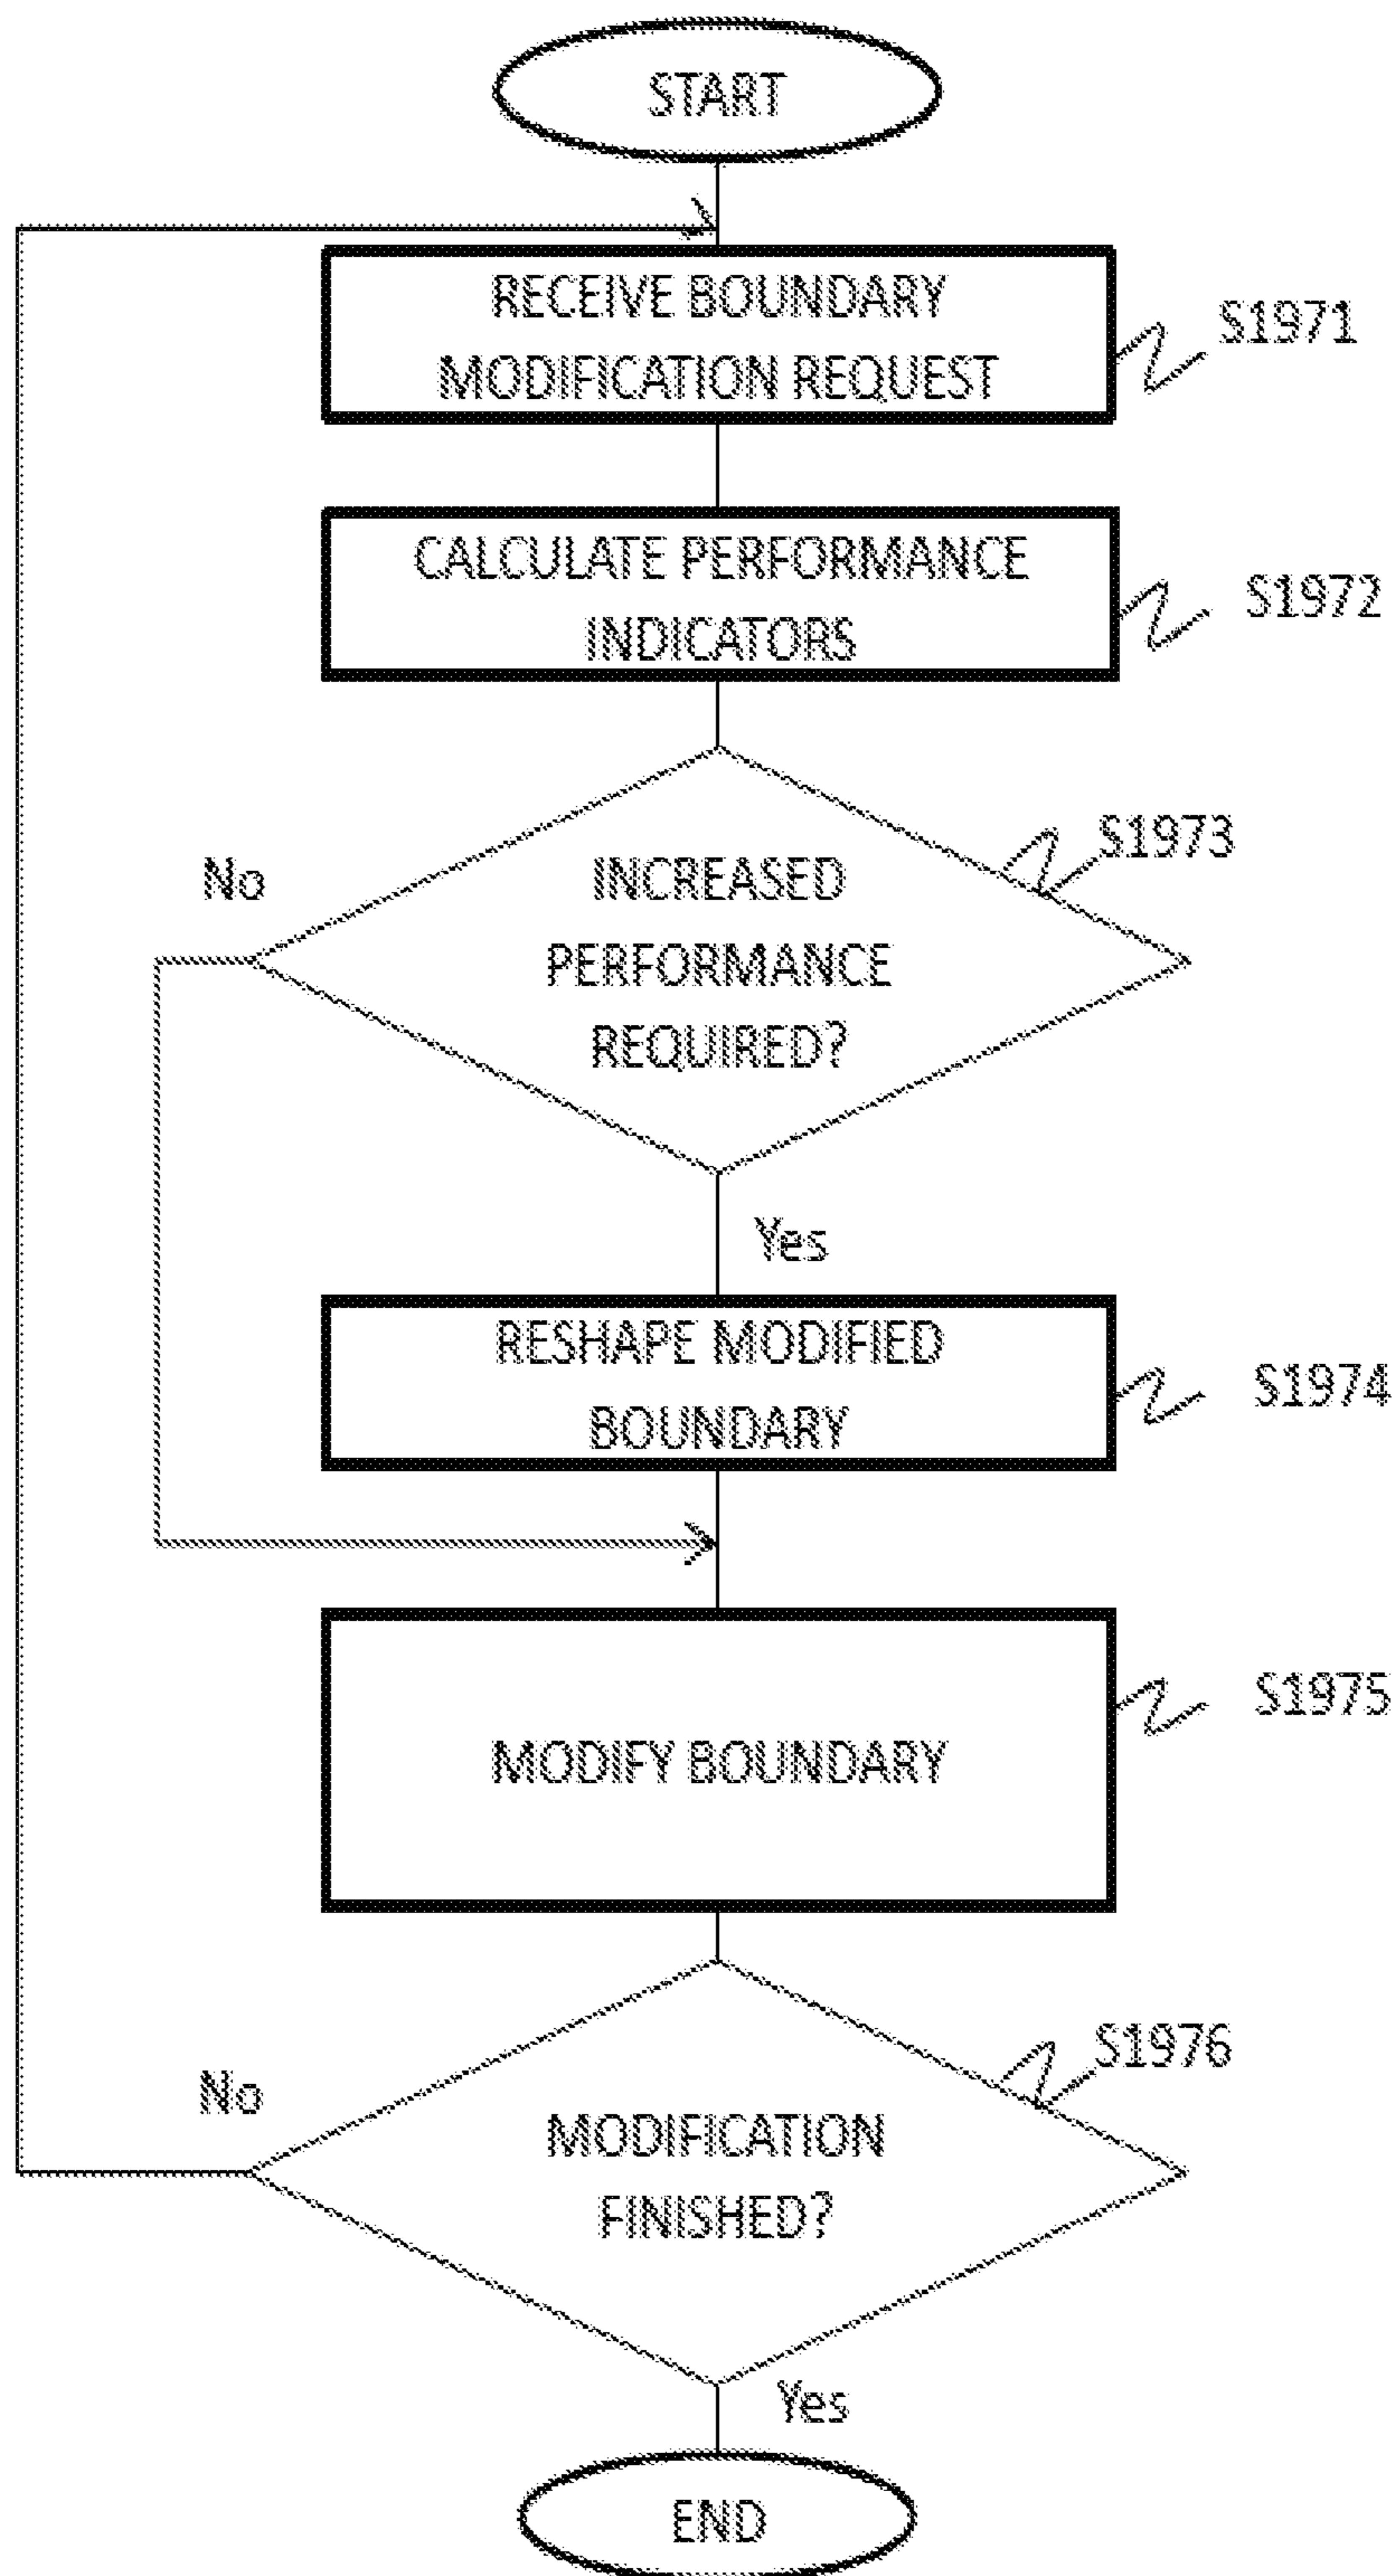 START
RECEIVE BOUNDARY
MODIFICATION REQUEST
S1971
CALCULATE PERFORMANCE
INDICATORS
S1972
S1973
No
INCREASED
PERFORMANCE
REQUIRED?
Yes
RESHAPE MODIFIED
BOUNDARY
S1974
MODIFY BOUNDARY
S1975
S1976
No
MODIFICATION
FINISHED?
Yes
END